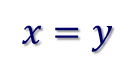 x = y